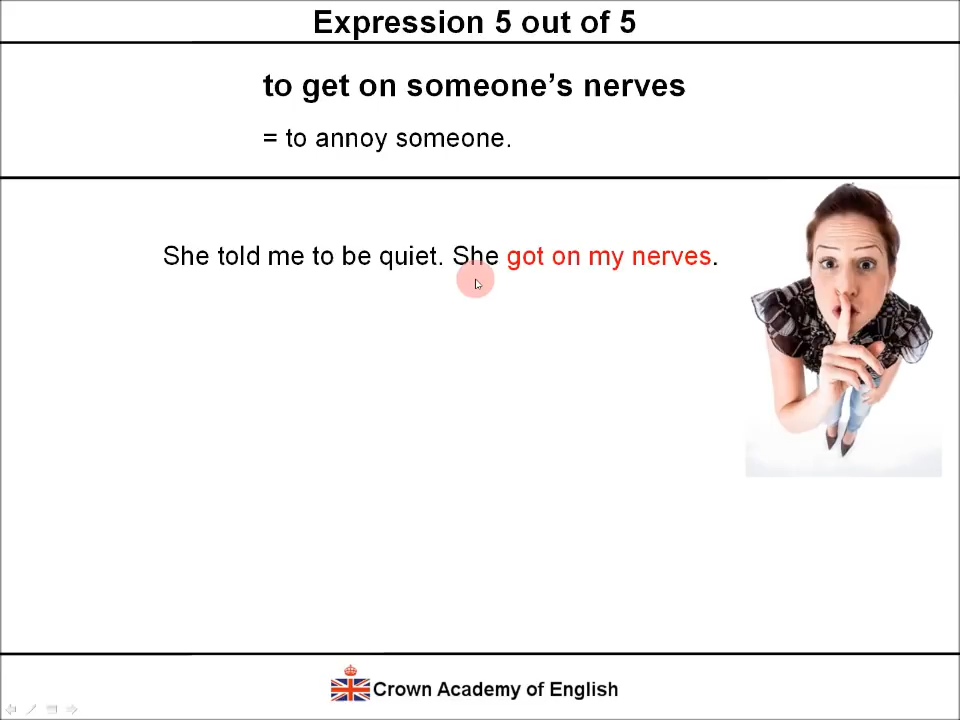 Expression 5 out of 5
to get on someone’s nerves
= to annoy someone.
She told me to be quiet. She got on my nerves.
Crown Academy of English